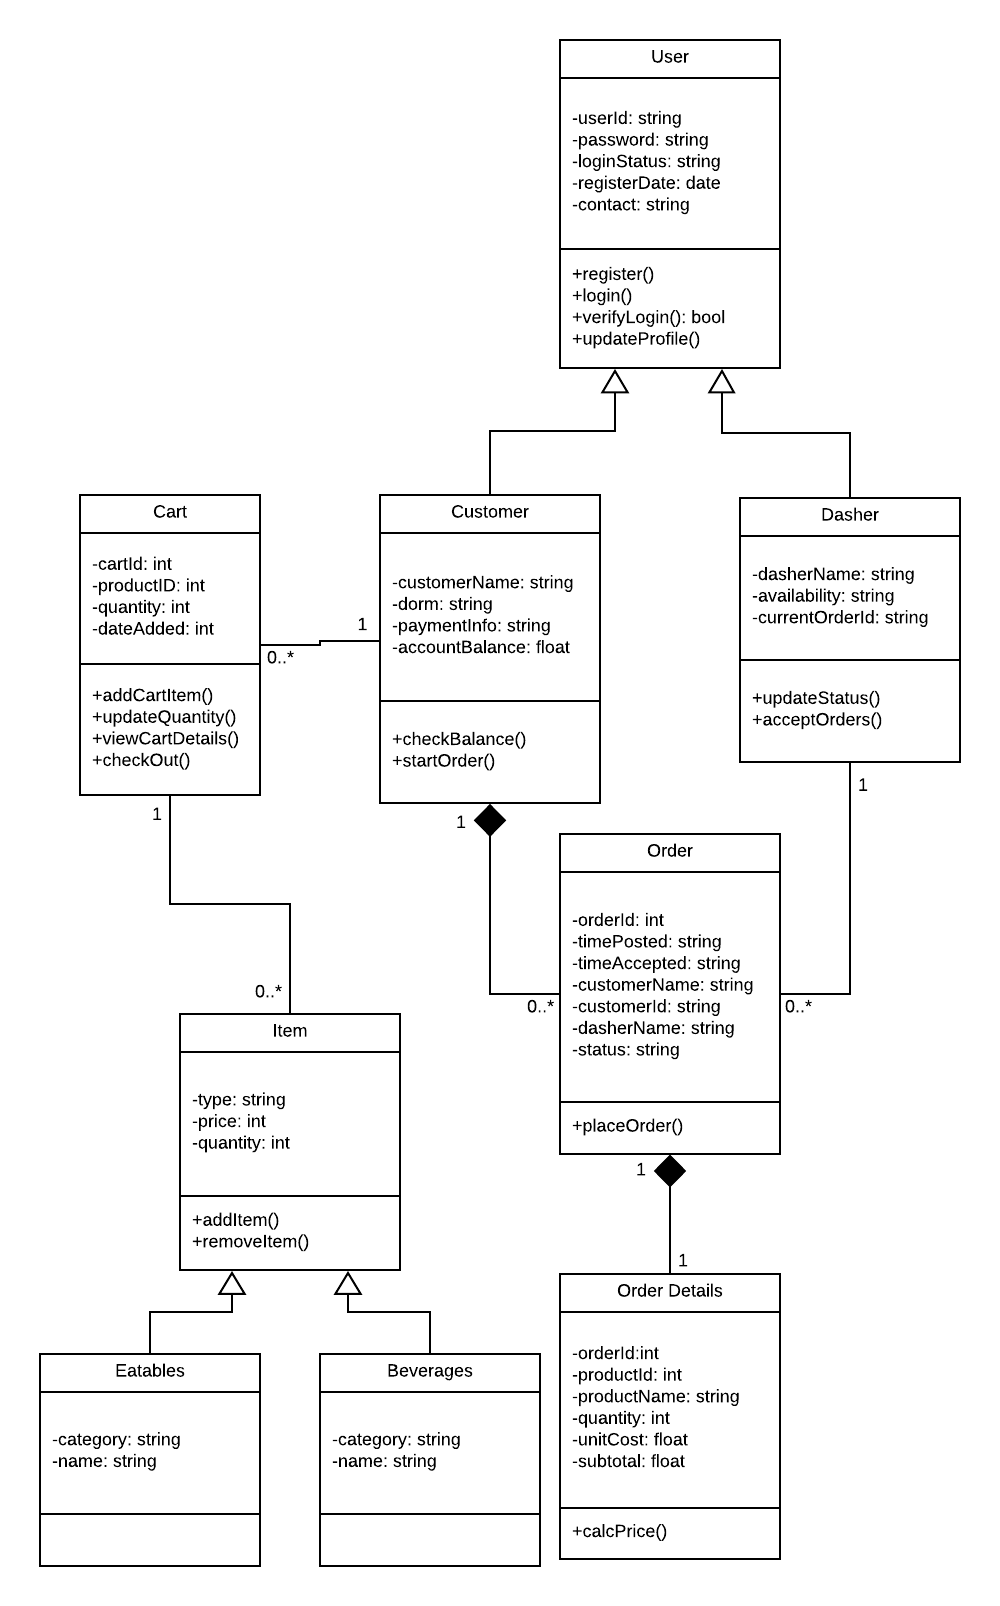 User
-userId: string
-password: string
-loginStatus: string
-registerDate: date
-contact: string
+register()
+login()
+verifyLogin(): bool
+updateProfile()
Cart
-cartId: int
-productID: int
-quantity: int
-dateAdded: int
+addCartItem()
+updateQuantity()
+viewCartDetails()
+checkOut()
0..*
1
Customer
-customerName: string
-dorm: string
-paymentInfo: string
-accountBalance: float
+checkBalance()
+startOrder()
Dasher
-dasherName: string
-availability: string
-currentOrderId: string
+updateStatus()
+acceptOrders()
1
1
1
0..*
0..*
0..*
Order
-orderId: int
-timePosted: string
-timeAccepted: string
-customerName: string
-customerId: string
-dasherName: string
-status: string
+placeOrder()
Item
-type: string
-price: int
-quantity: int
+addItem()
+removeItem()
1
1
Eatables
-category: string
-name: string
Beverages
-category: string
-name: string
Order Details
-orderId:int
-productId: int
-productName: string
-quantity: int
-unitCost: float
-subtotal: float
+calcPrice()